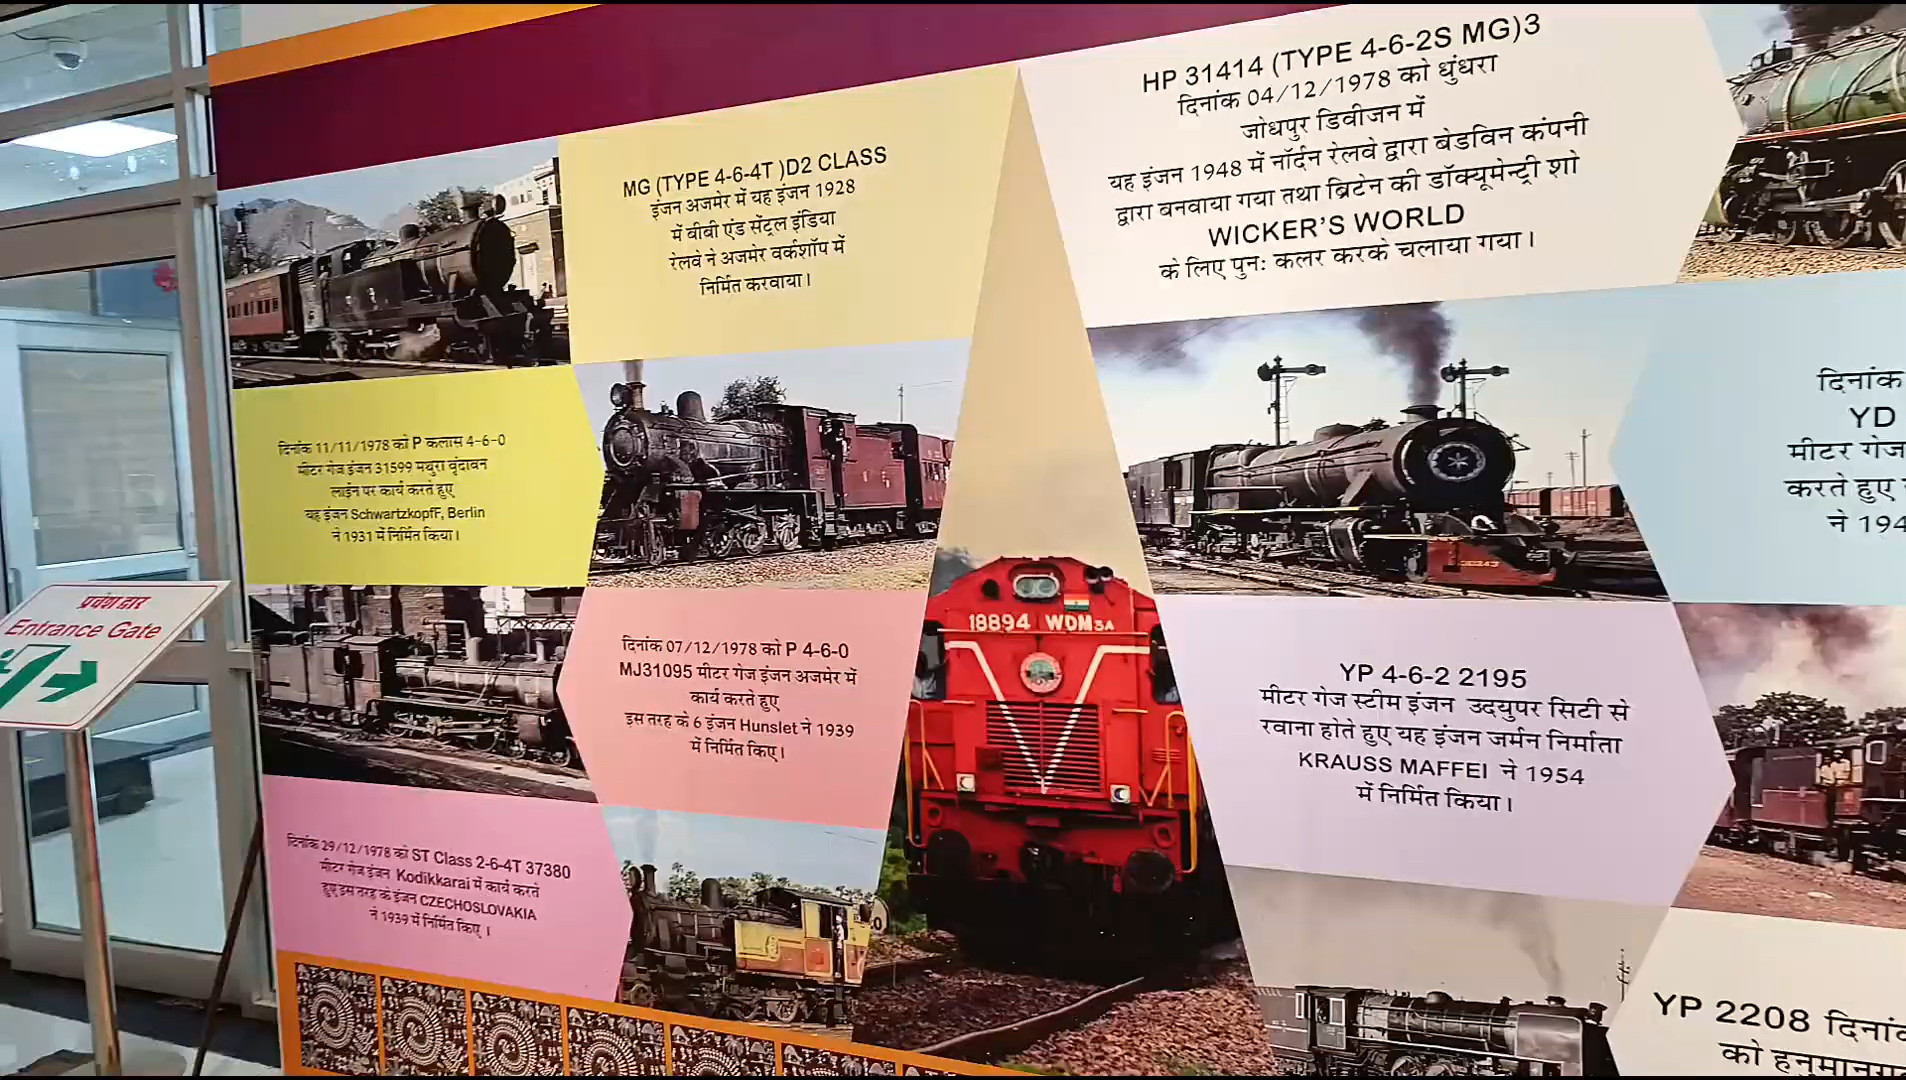 MG (TYPE 4-6-4T )D2 CLASS
इंजन अजमेर में यह इंजन 1928
में बीबी एंड सेंट्रल इंडिया
रेलवे ने अजमेर वर्कशॉप में
निर्मित करवाया।
दिनांक 11/11/1978 को P क्लास 4-6-0
मीटर गेज इंजन 31599 मथुरा वृंदावन
लाईन पर कार्य करते हुए
यह इंजन SchwartzkopfF, Berlin
ने 1931 में निर्मित किया।
दिनांक 07/12/1978 को P 4-6-0
MJ31095 मीटर गेज इंजन अजमेर में
कार्य करते हुए
इस तरह के 6 इंजन Hunslet ने 1939
में निर्मित किए।
दिनांक 29/12/1978 को ST Class 2-6-4T 37380
मीटर गेज इंजन Kodikkarai में कार्य करते
हुए इस तरह के इंजन CZECHOSLOVAKIA
ने 1939 में निर्मित किए ।
प्रवेश द्वार
Entrance Gate
18894 WDM3A
HP 31414 (TYPE 4-6-2S MG)3
दिनांक 04/12/1978 को धुंधरा
जोधपुर डिवीजन में
यह इंजन 1948 में नॉर्दन रेलवे द्वारा बेडविन कंपनी
द्वारा बनवाया गया तथा ब्रिटेन की डॉक्यूमेन्ट्री शो
WICKER'S WORLD
के लिए पुनः कलर करके चलाया गया।
दिनांक
YD
मीटर गेज
करते हुए
ने 194
YP 4-6-2 2195
मीटर गेज स्टीम इंजन उदयुपर सिटी से
रवाना होते हुए यह इंजन जर्मन निर्माता
KRAUSS MAFFEI ने 1954
में निर्मित किया।
YP 2208 दिनांक
को हनुमानग